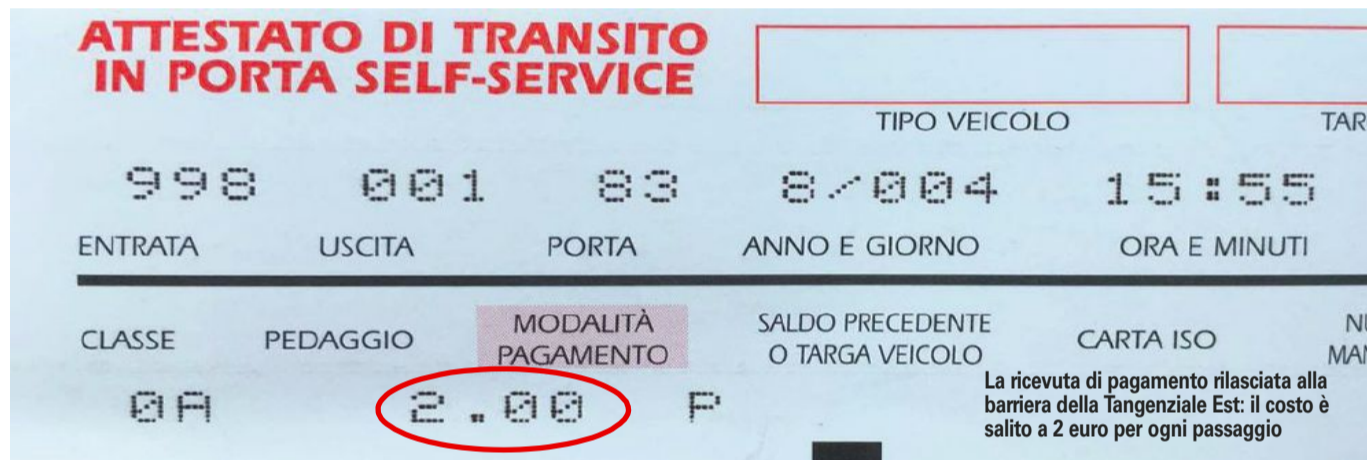 ATTESTATO DI TRANSITO
IN PORTA SELF-SERVICE
TIPO VEICOLO TAR
998 001 83 8/004 15:55
ENTRATA USCITA PORTA ANNO E GIORNO ORA E MINUTI
CLASSE PEDAGGIO MODALITÀ PAGAMENTO SALDO PRECEDENTE O TARGA VEICOLO CARTA ISO
0A 2.00 P
La ricevuta di pagamento rilasciata alla
barriera della Tangenziale Est: il costo è
salito a 2 euro per ogni passaggio